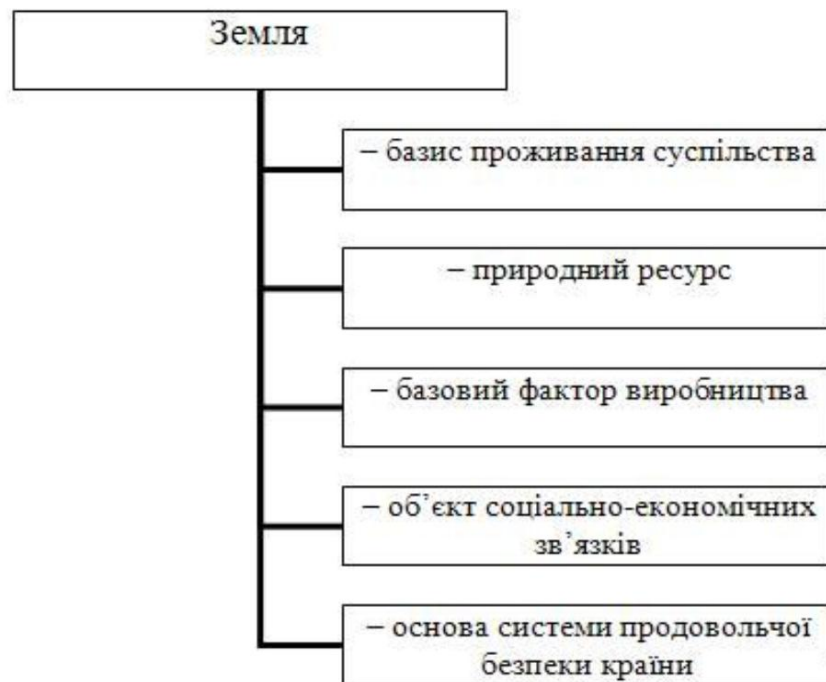 Земля
– базис проживання суспільства
– природний ресурс
– базовий фактор виробництва
– об’єкт соціально-економічних
зв’язків
– основа системи продовольчої
безпеки країни